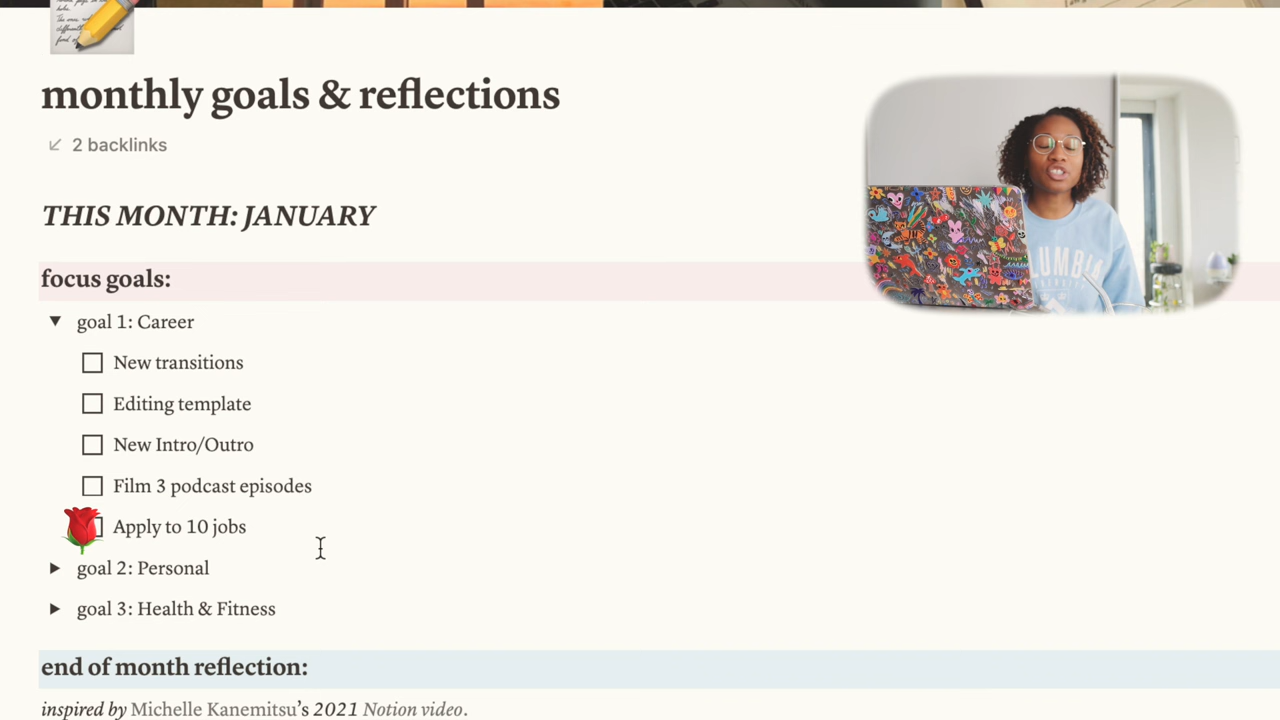 monthly goals & reflections
2 backlinks
THIS MONTH: JANUARY
focus goals:
goal 1: Career
New transitions
Editing template
New Intro/Outro
Film 3 podcast episodes
Apply to 10 jobs
goal 2: Personal
goal 3: Health & Fitness
end of month reflection:
inspired by Michelle Kanemitsu’s 2021 Notion video.
LUMBIA